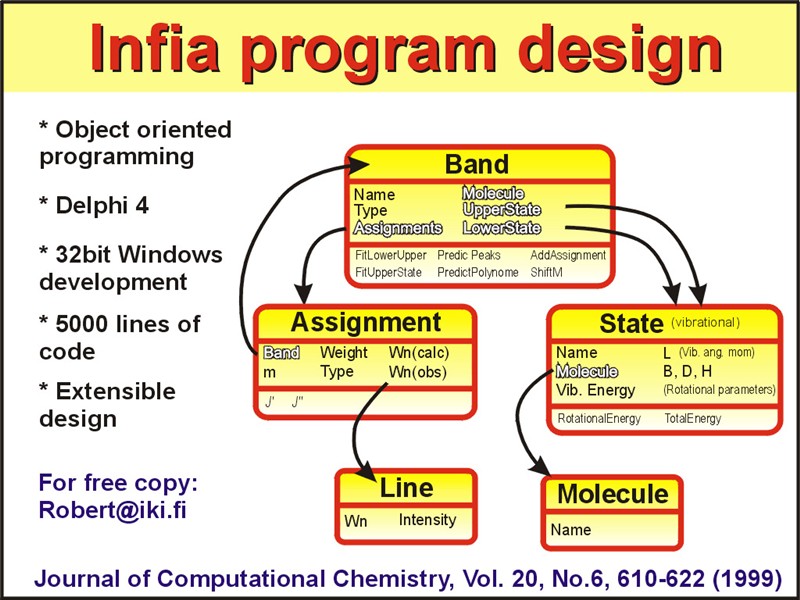 Infia program design
* Object oriented
programming
* Delphi 4
* 32bit Windows
development
* 5000 lines of
code
* Extensible
design
For free copy:
Robert@iki.fi
Band
Name Molecule
Type UpperState
Assignments LowerState
FitLowerUpper Predic Peaks AddAssignment
FitUpperState PredictPolynome ShiftM
Assignment
Band Weight Wn(calc)
m Type Wn(obs)
J' J"
State (vibrational)
Name L (Vib. ang. mom)
Molecule B, D, H
Vib. Energy (Rotational parameters)
RotationalEnergy TotalEnergy
Line
Wn Intensity
Molecule
Name
Journal of Computational Chemistry, Vol. 20, No.6, 610-622 (1999)